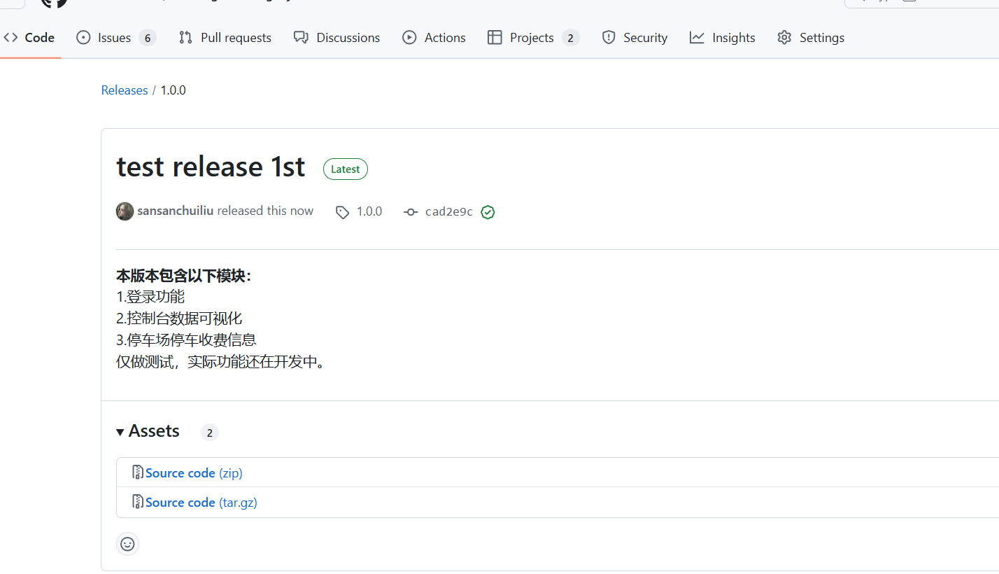 Code Issues 6 Pull requests Discussions Actions Projects 2 Security Insights Settings
Releases / 1.0.0
test release 1st Latest
sansanchuiliu released this now 1.0.0 cad2e9c
本版本包含以下模块：
1.登录功能
2.控制台数据可视化
3.停车场停车收费信息
仅做测试，实际功能还在开发中。
Assets 2
Source code (zip)
Source code (tar.gz)